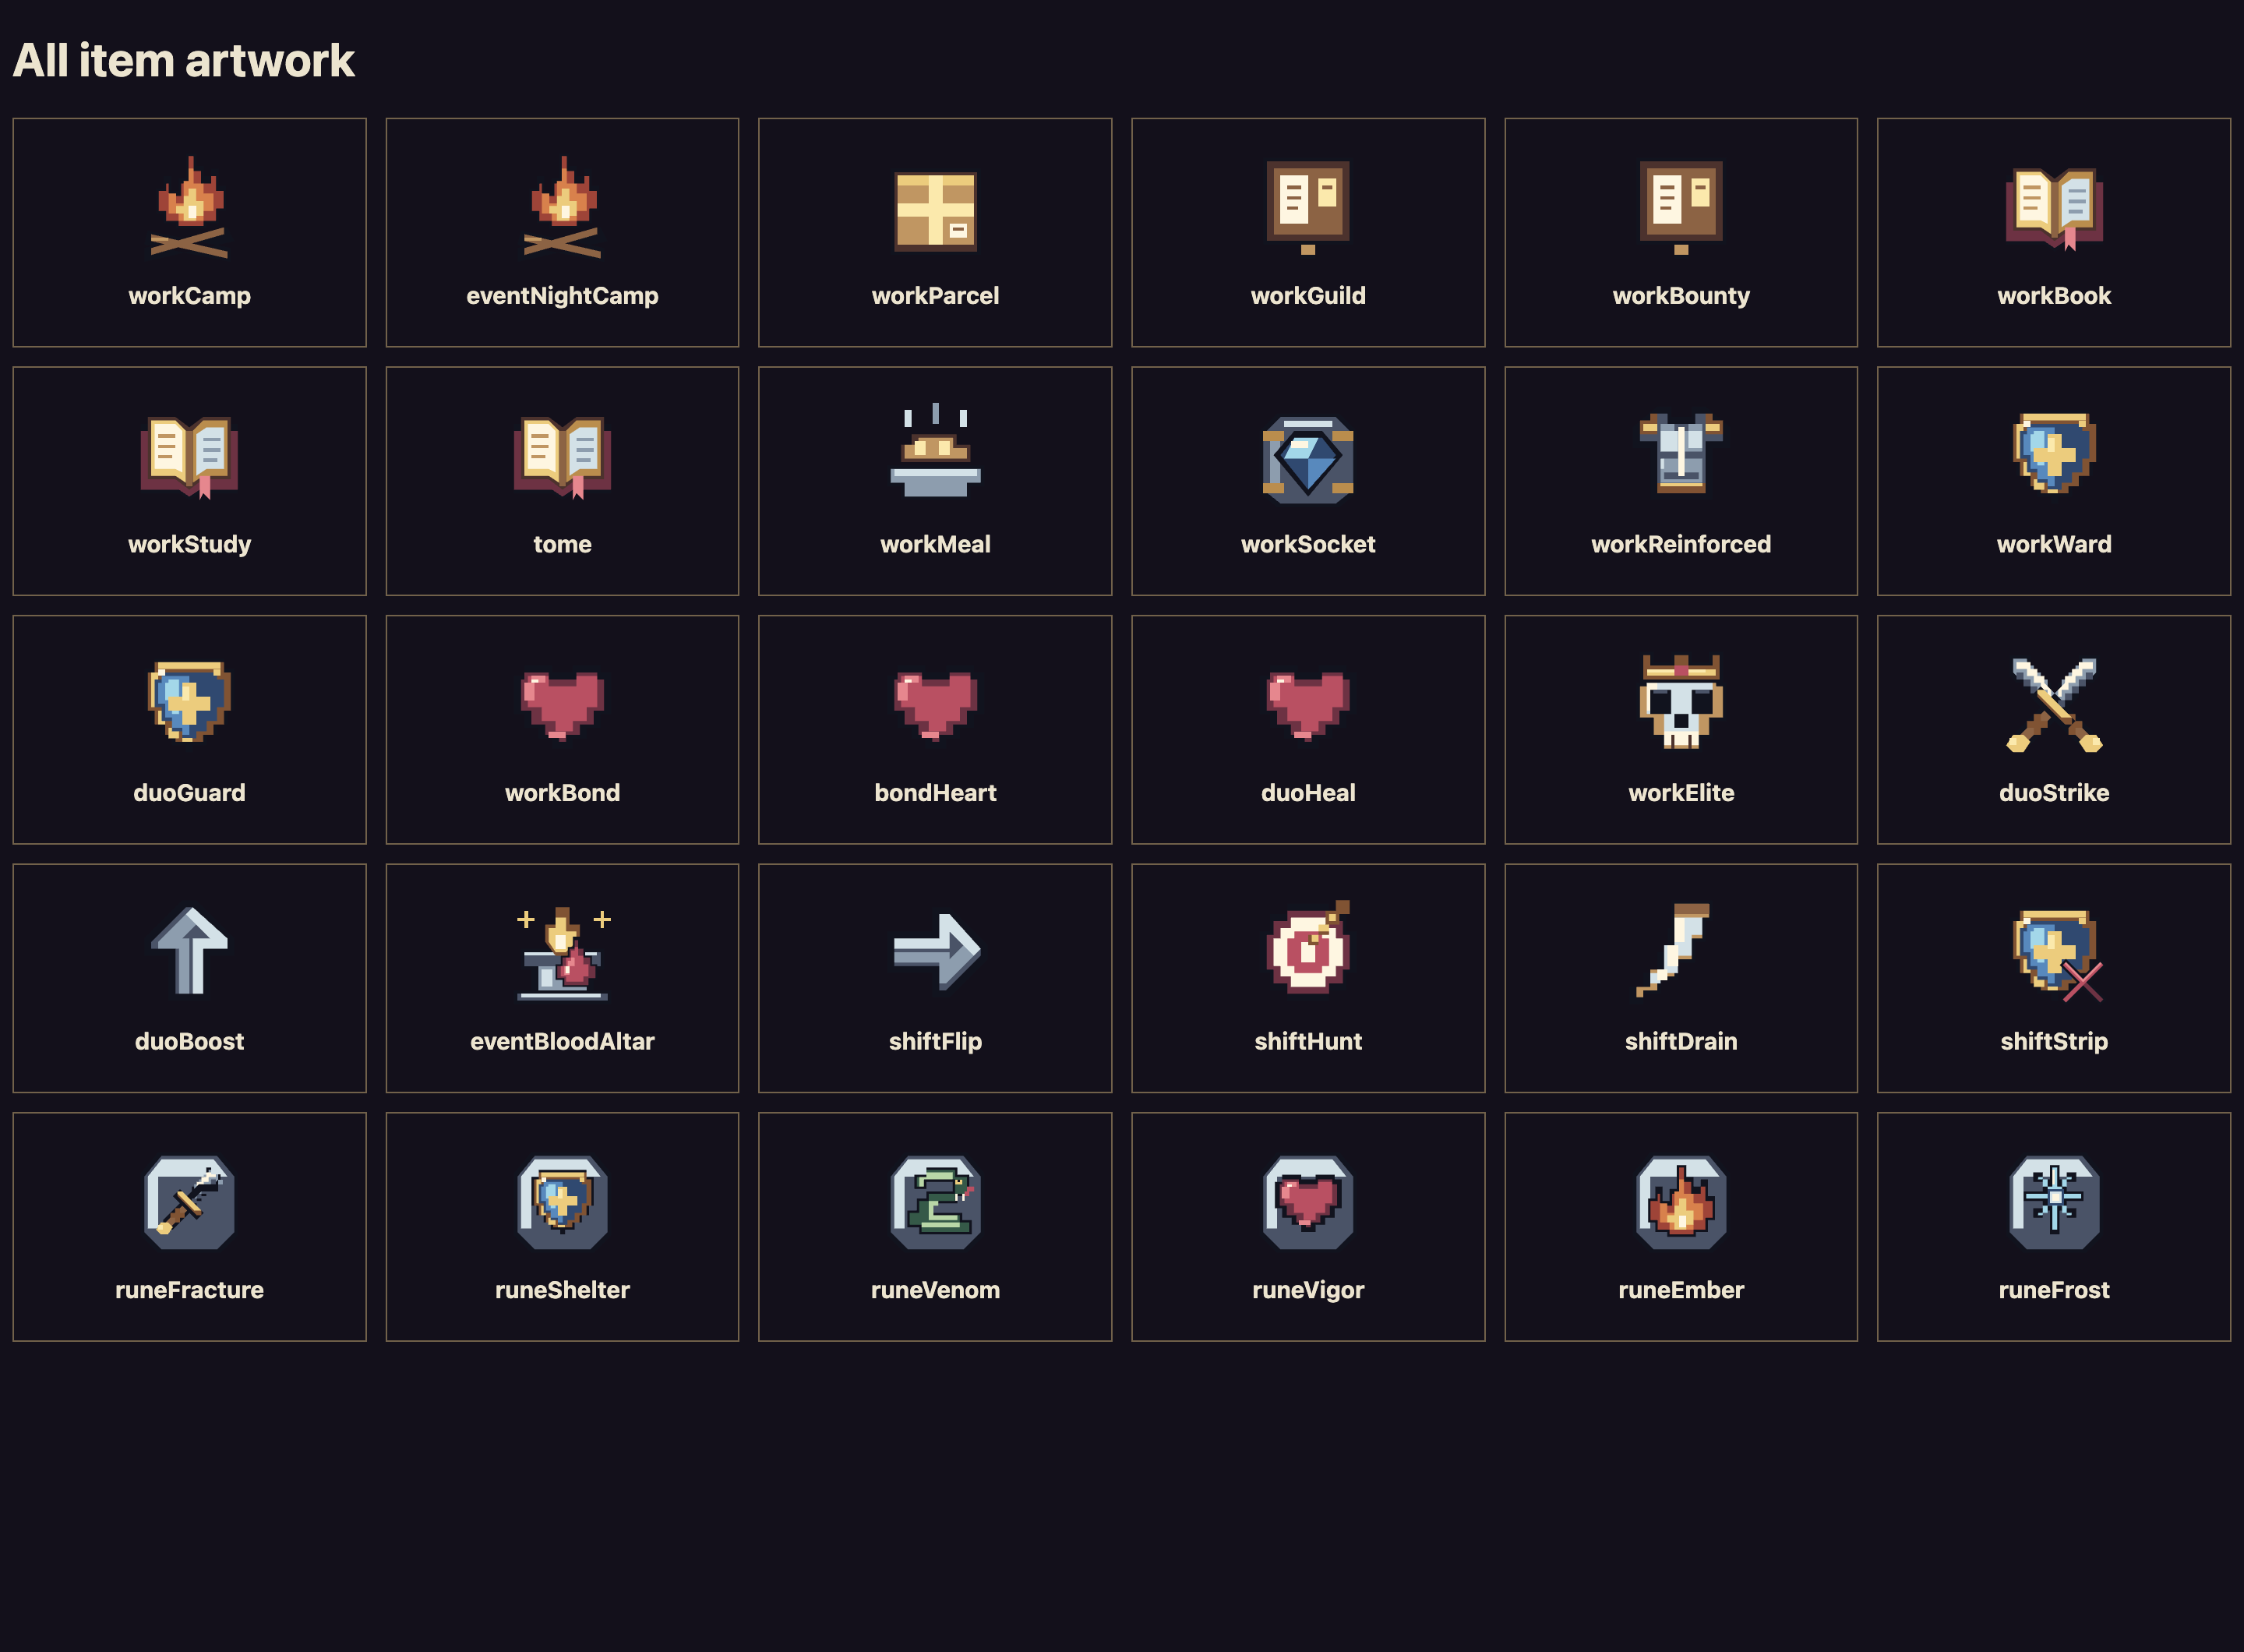 All item artwork
workCamp
eventNightCamp
workParcel
workGuild
workBounty
workBook
workStudy
tome
workMeal
workSocket
workReinforced
workWard
duoGuard
workBond
bondHeart
duoHeal
workElite
duoStrike
duoBoost
eventBloodAltar
shiftFlip
shiftHunt
shiftDrain
shiftStrip
runeFracture
runeShelter
runeVenom
runeVigor
runeEmber
runeFrost